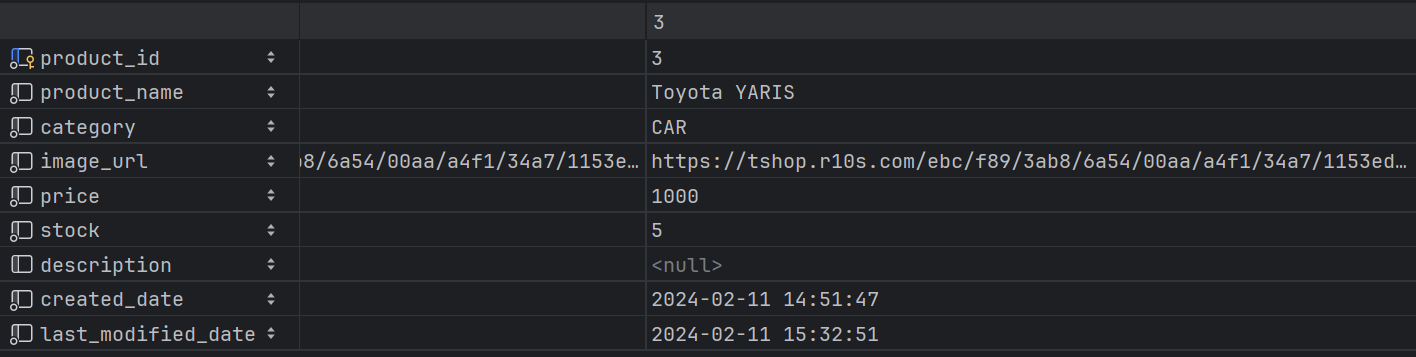 3
product_id 3
product_name Toyota YARIS
category CAR
image_url b8/6a54/00aa/a4f1/34a7/1153e… https://tshop.r10s.com/ebc/f89/3ab8/6a54/00aa/a4f1/34a7/1153ed…
price 1000
stock 5
description <null>
created_date 2024-02-11 14:51:47
last_modified_date 2024-02-11 15:32:51